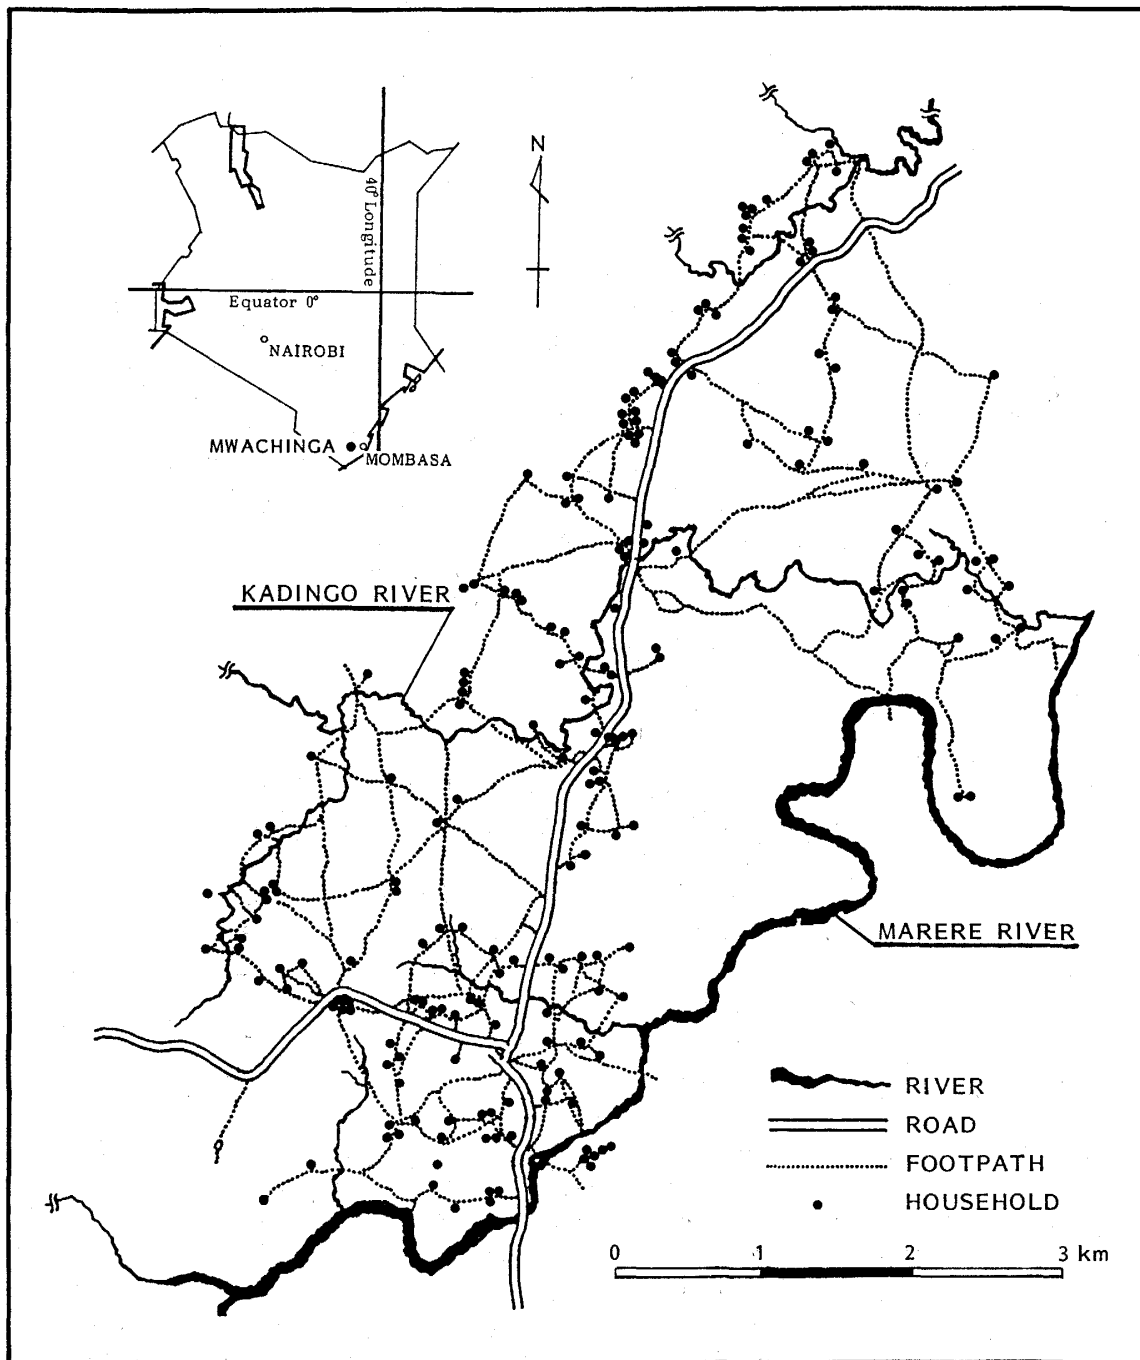 N
40° Longitude
Equator 0°
NAIROBI
MWACHINGA
MOMBASA
KADINGO RIVER
MARERE RIVER
RIVER
ROAD
FOOTPATH
HOUSEHOLD
0 1 2 3 km